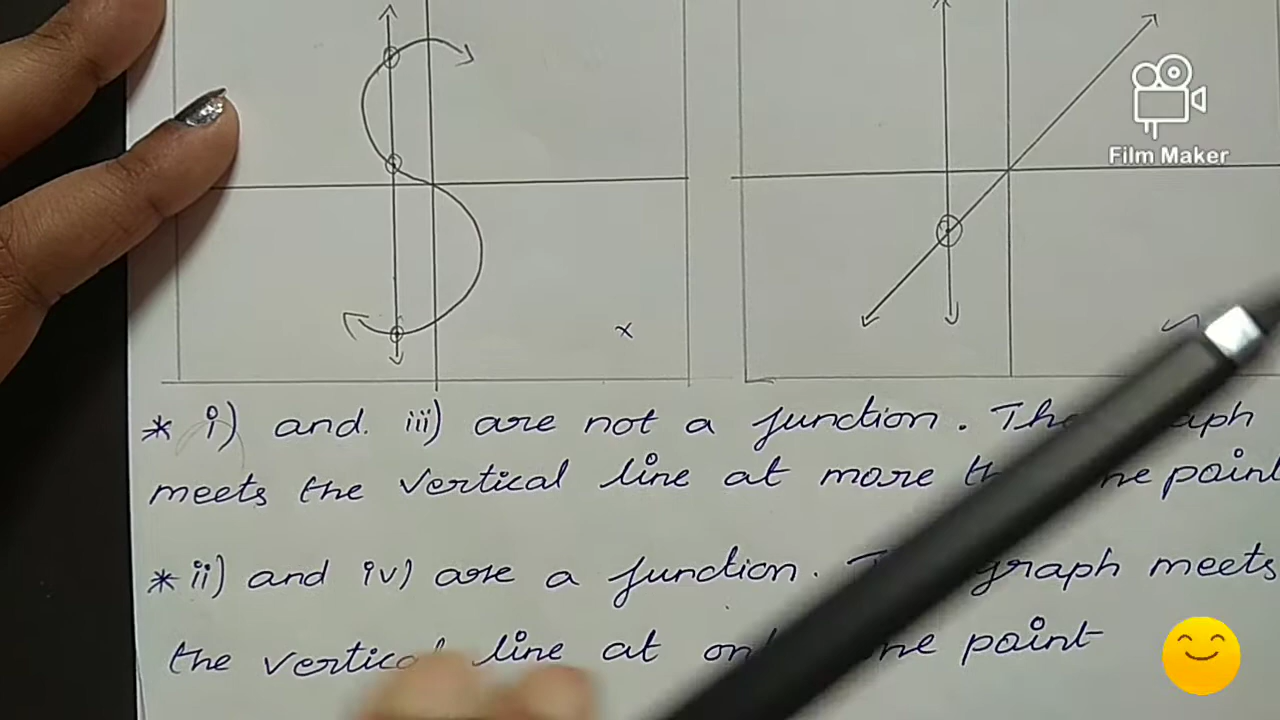 Film Maker
x
* i) and. iii) are not a function. The graph
meets the vertical line at more point
* ii) and iv) are a function. graph meets
the vertical line at point